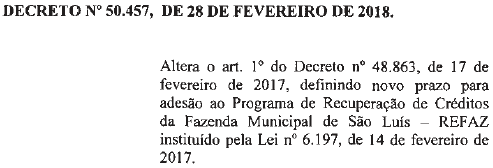 DECRETO Nº 50.457, DE 28 DE FEVEREIRO DE 2018.
Altera o art. 1º do Decreto nº 48.863, de 17 de
fevereiro de 2017, definindo novo prazo para
adesão ao Programa de Recuperação de Créditos
da Fazenda Municipal de São Luís – REFAZ
instituído pela Lei nº 6.197, de 14 de fevereiro de
2017.